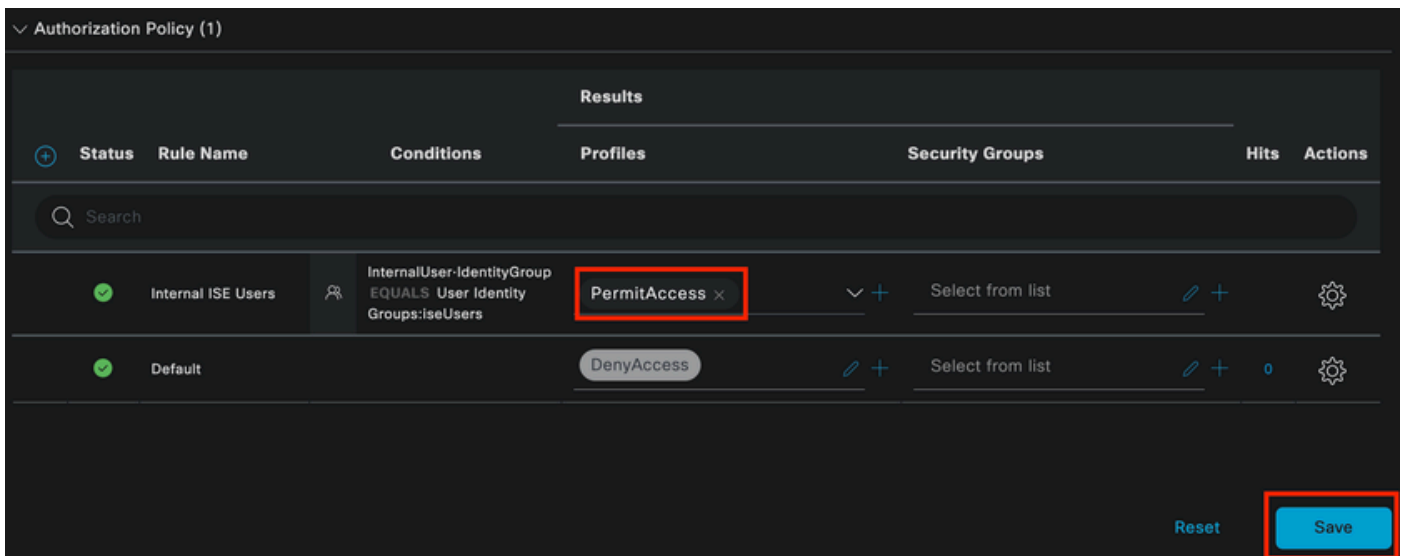 Authorization Policy (1)
Results
Status Rule Name Conditions Profiles Security Groups Hits Actions
Search
Internal ISE Users
InternalUser-IdentityGroup
EQUALS User Identity
Groups:iseUsers
PermitAccess ×
Select from list
Default
DenyAccess
Select from list
0
Reset
Save